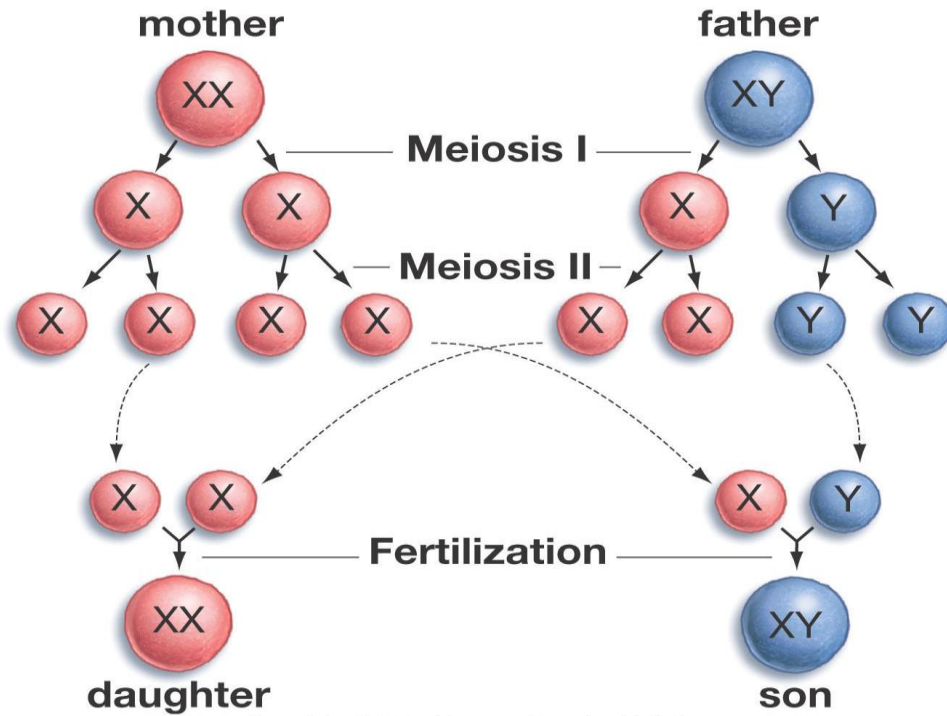 mother father
XX XY
Meiosis I
X X X Y
Meiosis II
X X X X X X Y Y
X X X Y
Fertilization
XX XY
daughter son